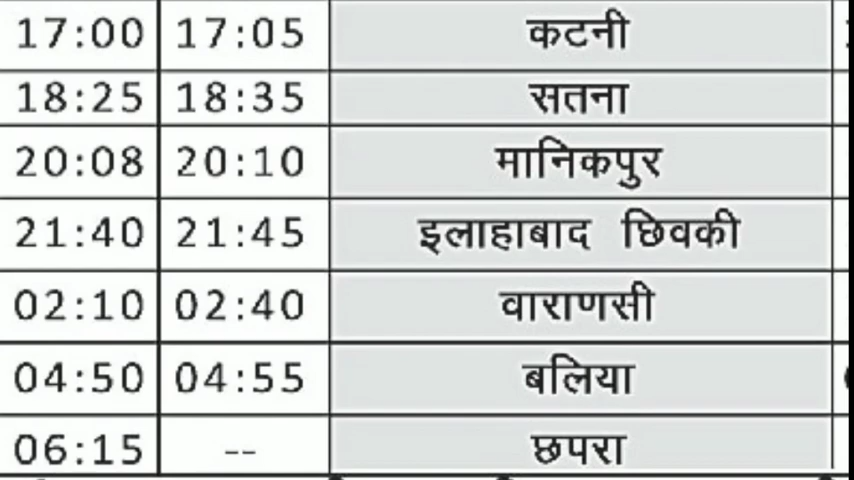 17:00 17:05 कटनी
18:25 18:35 सतना
20:08 20:10 मानिकपुर
21:40 21:45 इलाहाबाद छिवकी
02:10 02:40 वाराणसी
04:50 04:55 बलिया
06:15 -- छपरा